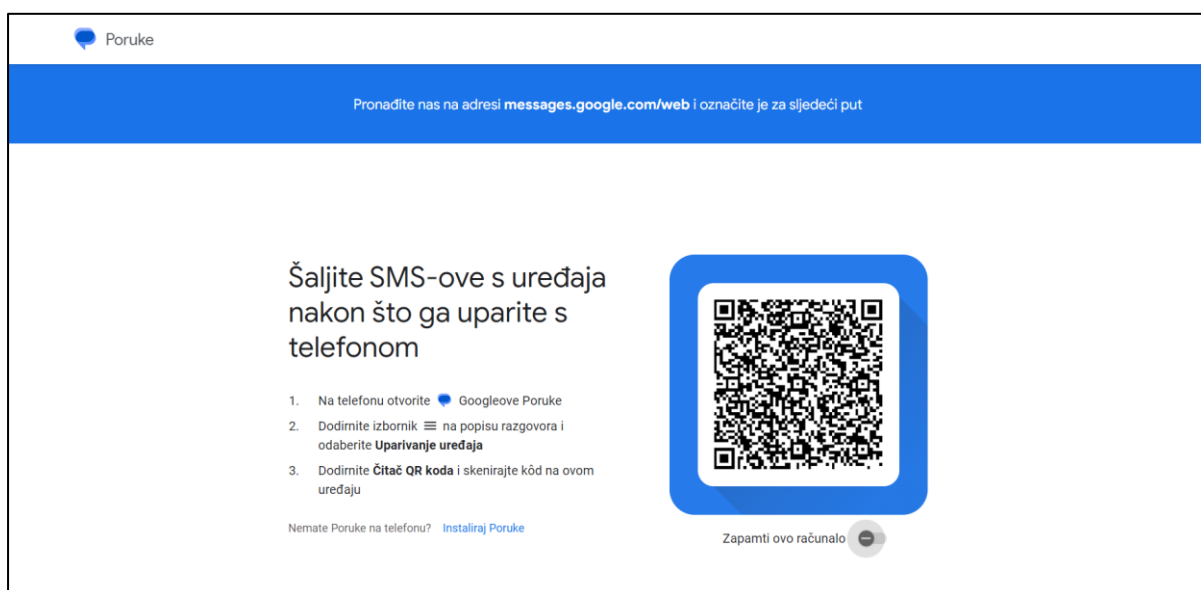 Poruke
Pronađite nas na adresi messages.google.com/web i označite je za sljedeći put
Šaljite SMS-ove s uređaja
nakon što ga uparite s
telefonom
1. Na telefonu otvorite Googleove Poruke
2. Dodirnite izbornik na popisu razgovora i
odaberite Uparivanje uređaja
3. Dodirnite Čitač QR koda i skenirajte kôd na ovom
uređaju
Nemate Poruke na telefonu? Instaliraj Poruke
Zapamti ovo računalo